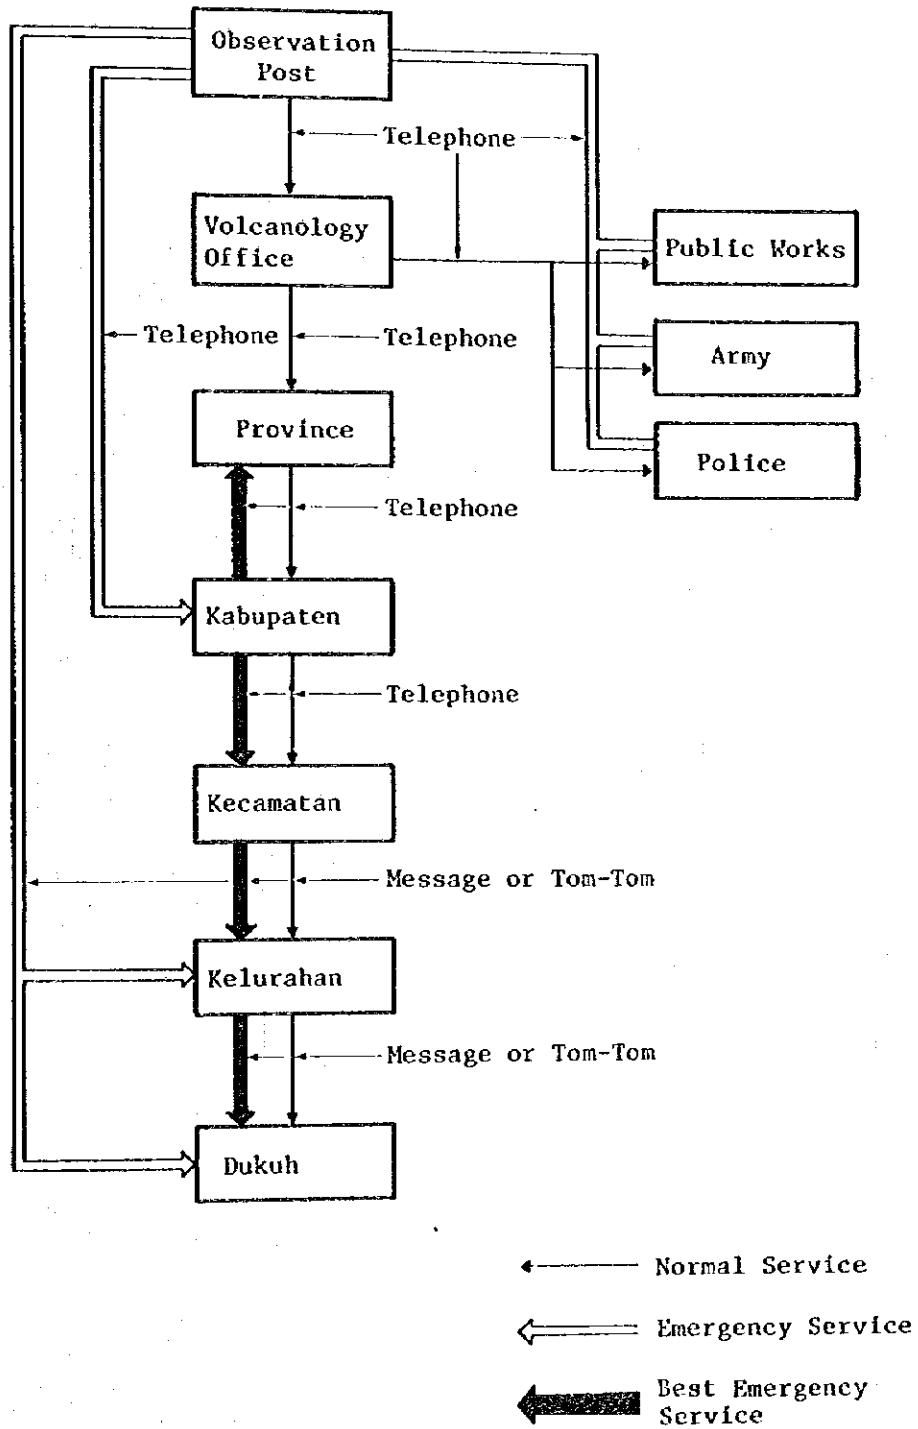 Observation
Post
Telephone
Volcanology
Office
Public Works
Telephone
Telephone
Army
Province
Police
Telephone
Kabupaten
Telephone
Kecamatan
Message or Tom-Tom
Kelurahan
Message or Tom-Tom
Dukuh
Normal Service
Emergency Service
Best Emergency
Service